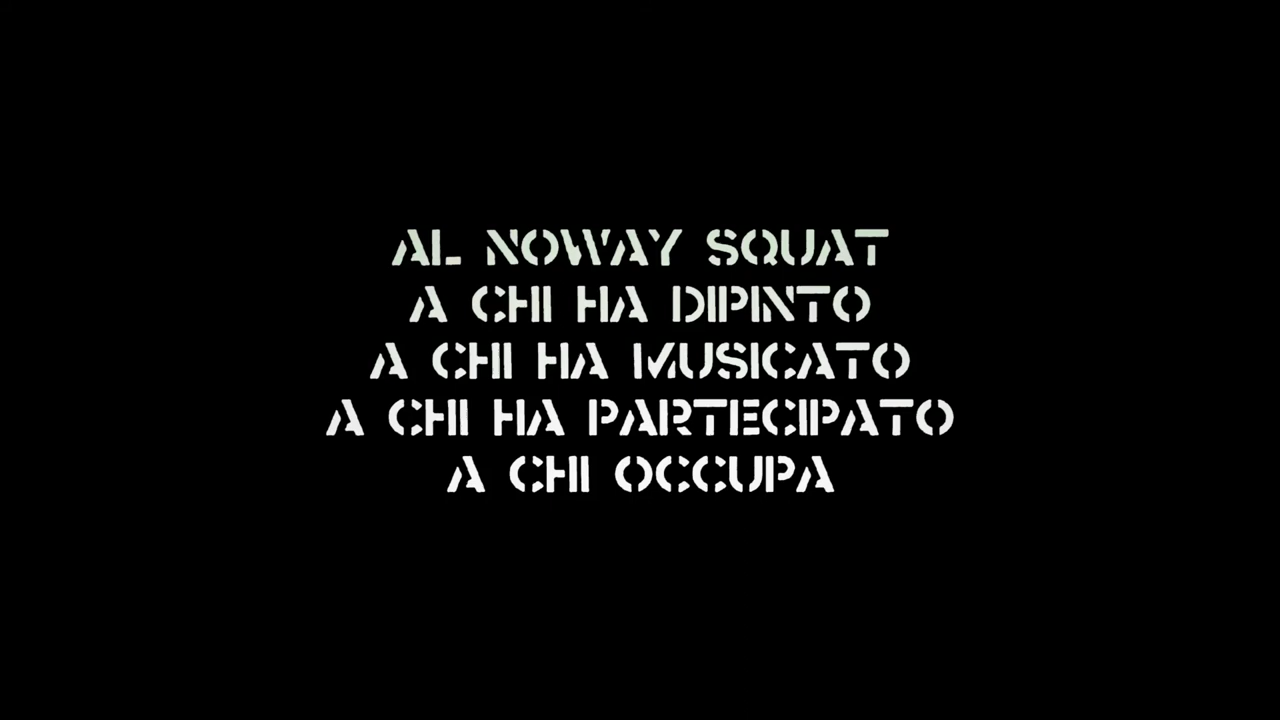 AL NOWAY SQUAT
A CHI HA DIPINTO
A CHI HA MUSICATO
A CHI HA PARTECIPATO
A CHI OCCUPA